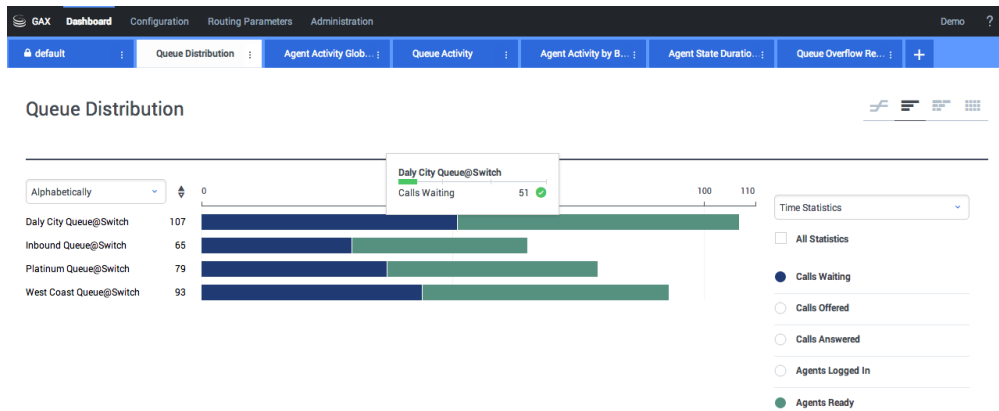 GAX Dashboard Configuration Routing Parameters Administration Demo ?
default Queue Distribution Agent Activity Glob... Queue Activity Agent Activity by B... Agent State Duratio... Queue Overflow Re... +
Queue Distribution
Daly City Queue@Switch
Calls Waiting 51
Alphabetically 0 100 110
Time Statistics
Daly City Queue@Switch 107
Inbound Queue@Switch 65
Platinum Queue@Switch 79
West Coast Queue@Switch 93
All Statistics
Calls Waiting
Calls Offered
Calls Answered
Agents Logged In
Agents Ready